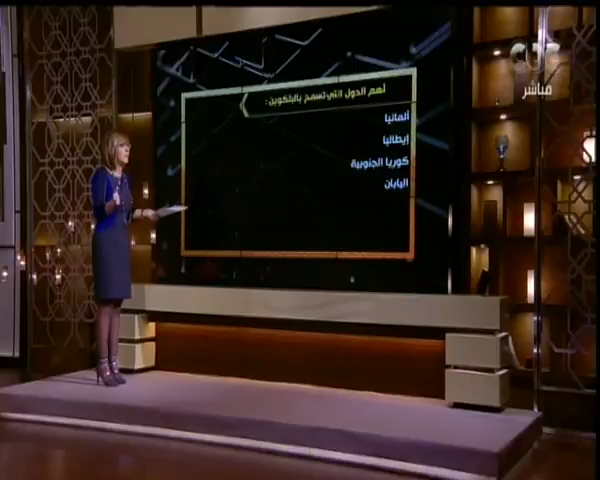 أهم الدول التي تسمح بالبتكوين :
ألمانيا
إيطاليا
كوريا الجنوبية
اليابان
cbc
مباشر